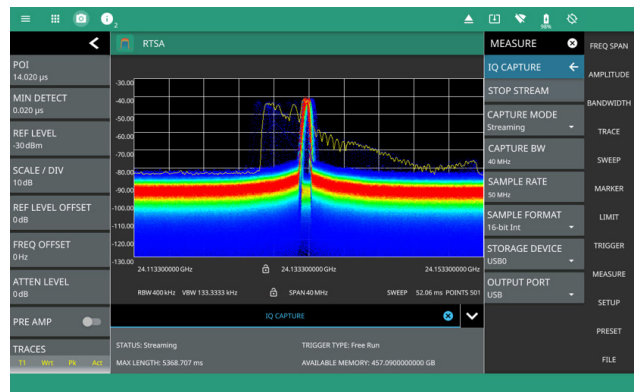 2
98%
RTSA
MEASURE
FREQ SPAN
POI
14.020 µs
MIN DETECT
0.020 µs
REF LEVEL
-30 dBm
SCALE / DIV
10 dB
REF LEVEL OFFSET
0 dB
FREQ OFFSET
0 Hz
ATTEN LEVEL
0 dB
PRE AMP
TRACES
T1 Wrt Pk Act
-30.00
-40.00
-50.00
-60.00
-70.00
-80.00
-90.00
-100.00
-110.00
-120.00
-130.00
24.113300000 GHz
24.133300000 GHz
24.153300000 GHz
RBW 400 kHz VBW 133.3333 kHz
SPAN 40 MHz
SWEEP 52.06 ms POINTS 501
IQ CAPTURE
STATUS: Streaming
TRIGGER TYPE: Free Run
MAX LENGTH: 5368.707 ms
AVAILABLE MEMORY: 457.0900000000 GB
IQ CAPTURE
STOP STREAM
CAPTURE MODE
Streaming
CAPTURE BW
40 MHz
SAMPLE RATE
50 MHz
SAMPLE FORMAT
16-bit Int
STORAGE DEVICE
USB0
OUTPUT PORT
USB
AMPLITUDE
BANDWIDTH
TRACE
SWEEP
MARKER
LIMIT
TRIGGER
MEASURE
SETUP
PRESET
FILE